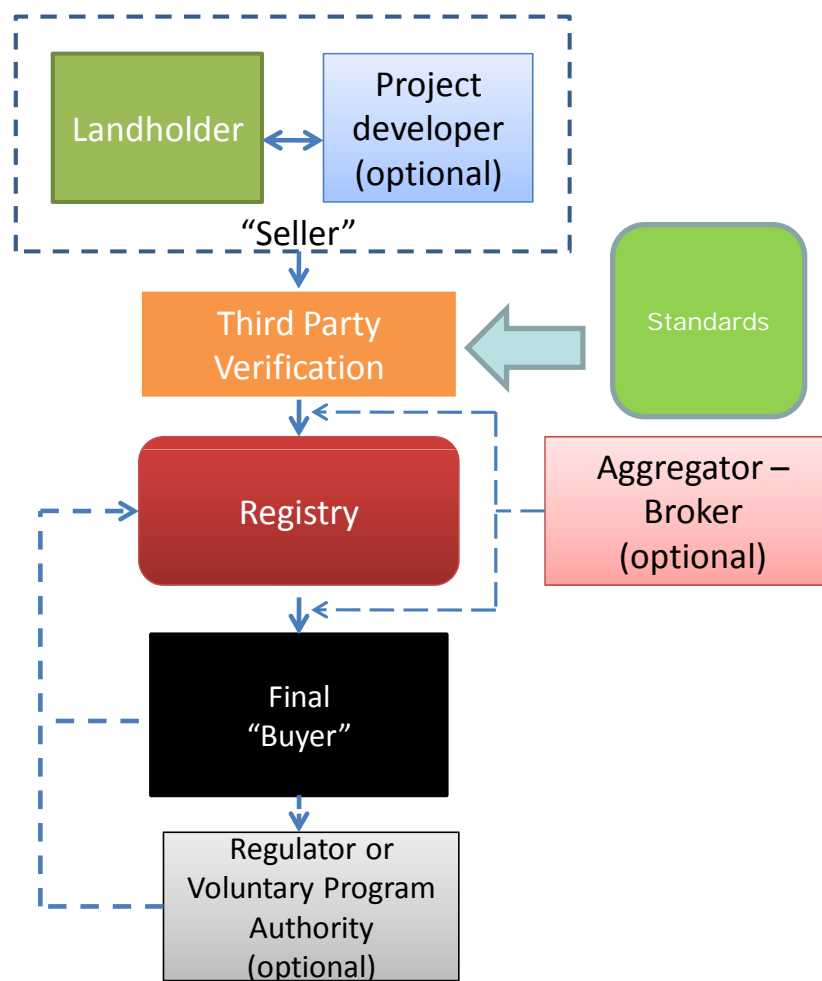 Landholder
Project
developer
(optional)
“Seller”
Third Party
Verification
Standards
Registry
Aggregator –
Broker
(optional)
Final
“Buyer”
Regulator or
Voluntary Program
Authority
(optional)